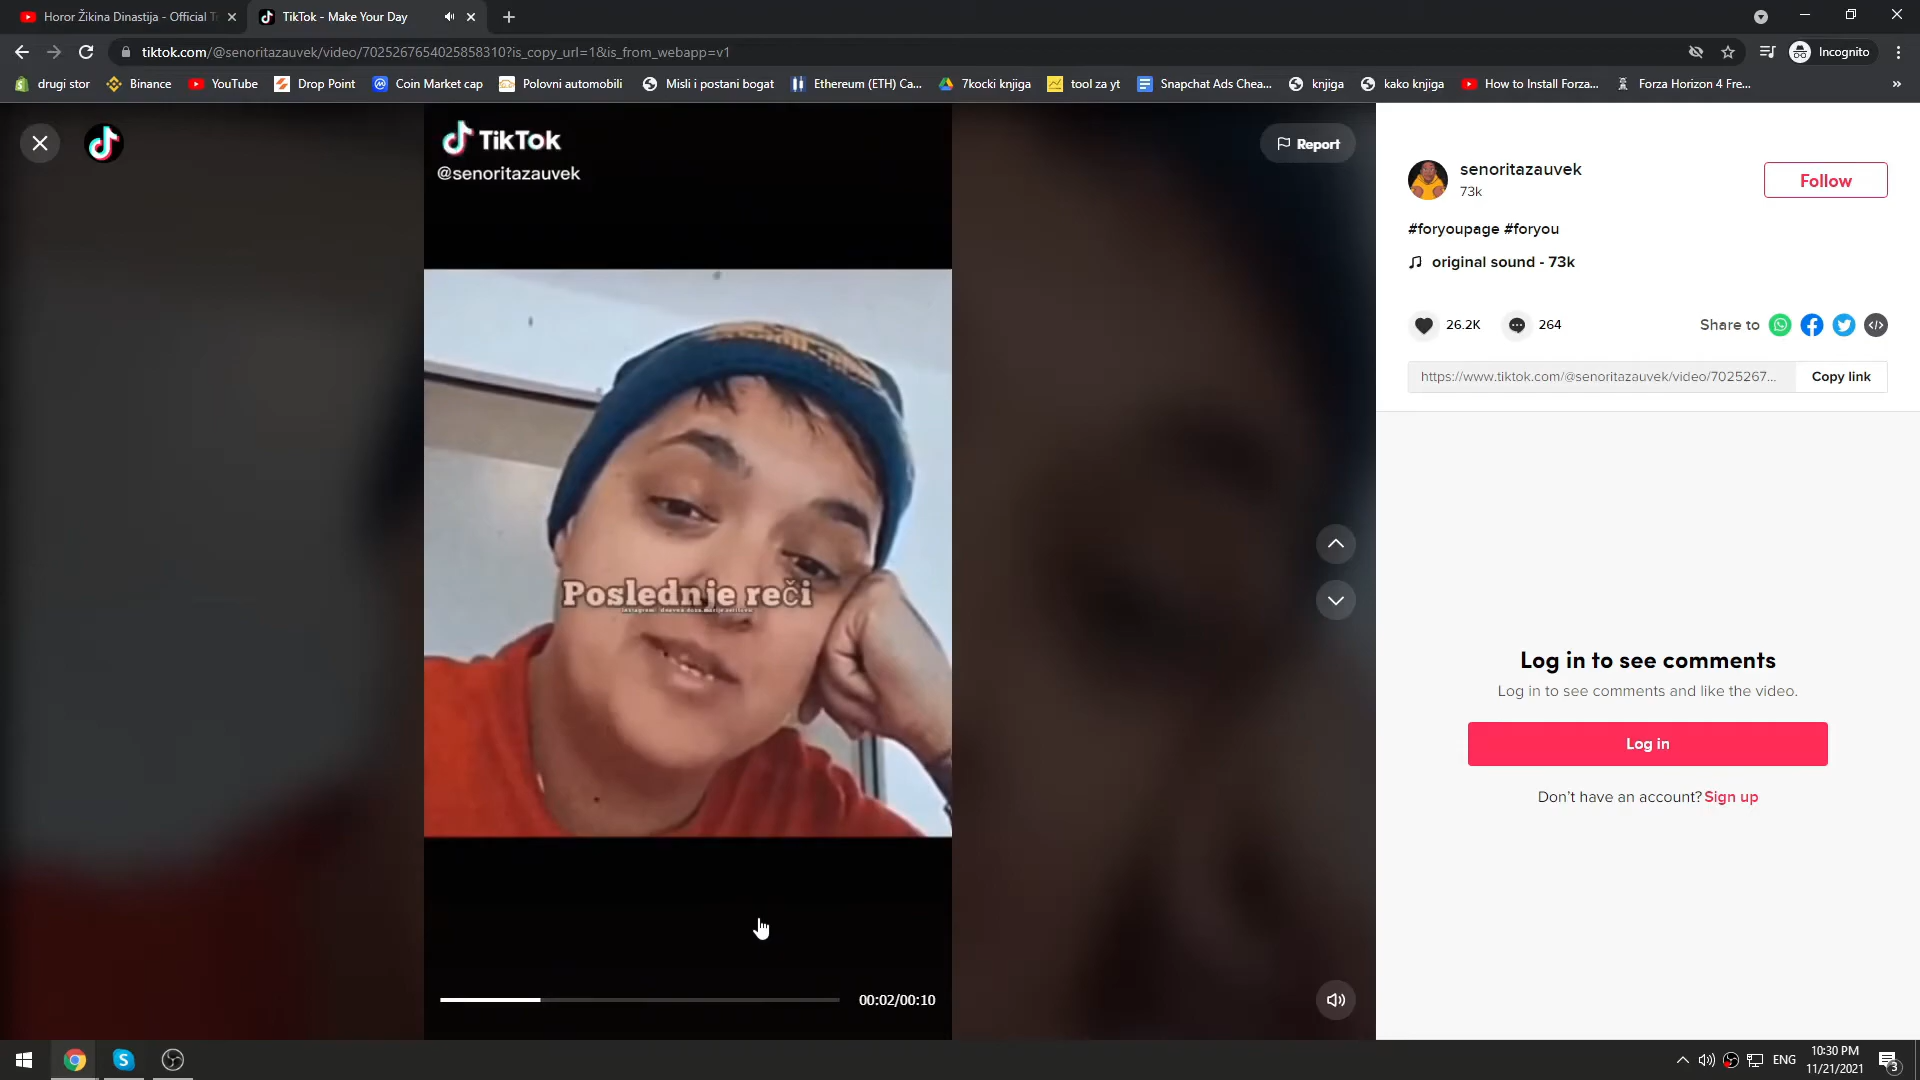 Horor Žikina Dinastija - Official T
TikTok - Make Your Day
tiktok.com/@senoritazauvek/video/7025267654025858310?is_copy_url=1&is_from_webapp=v1
Incognito
drugi stor
Binance
YouTube
Drop Point
Coin Market cap
Polovni automobili
Misli i postani bogat
Ethereum (ETH) Ca...
7kocki knjiga
tool za yt
Snapchat Ads Chea...
knjiga
kako knjiga
How to Install Forza...
Forza Horizon 4 Free...
»
TikTok
@senoritazauvek
Report
Poslednje reči
00:02/00:10
senoritazauvek
73k
Follow
#foryoupage #foryou
original sound - 73k
26.2K
264
Share to
https://www.tiktok.com/@senoritazauvek/video/7025267...
Copy link
Log in to see comments
Log in to see comments and like the video.
Log in
Don't have an account? Sign up
ENG
10:30 PM
11/21/2021
3